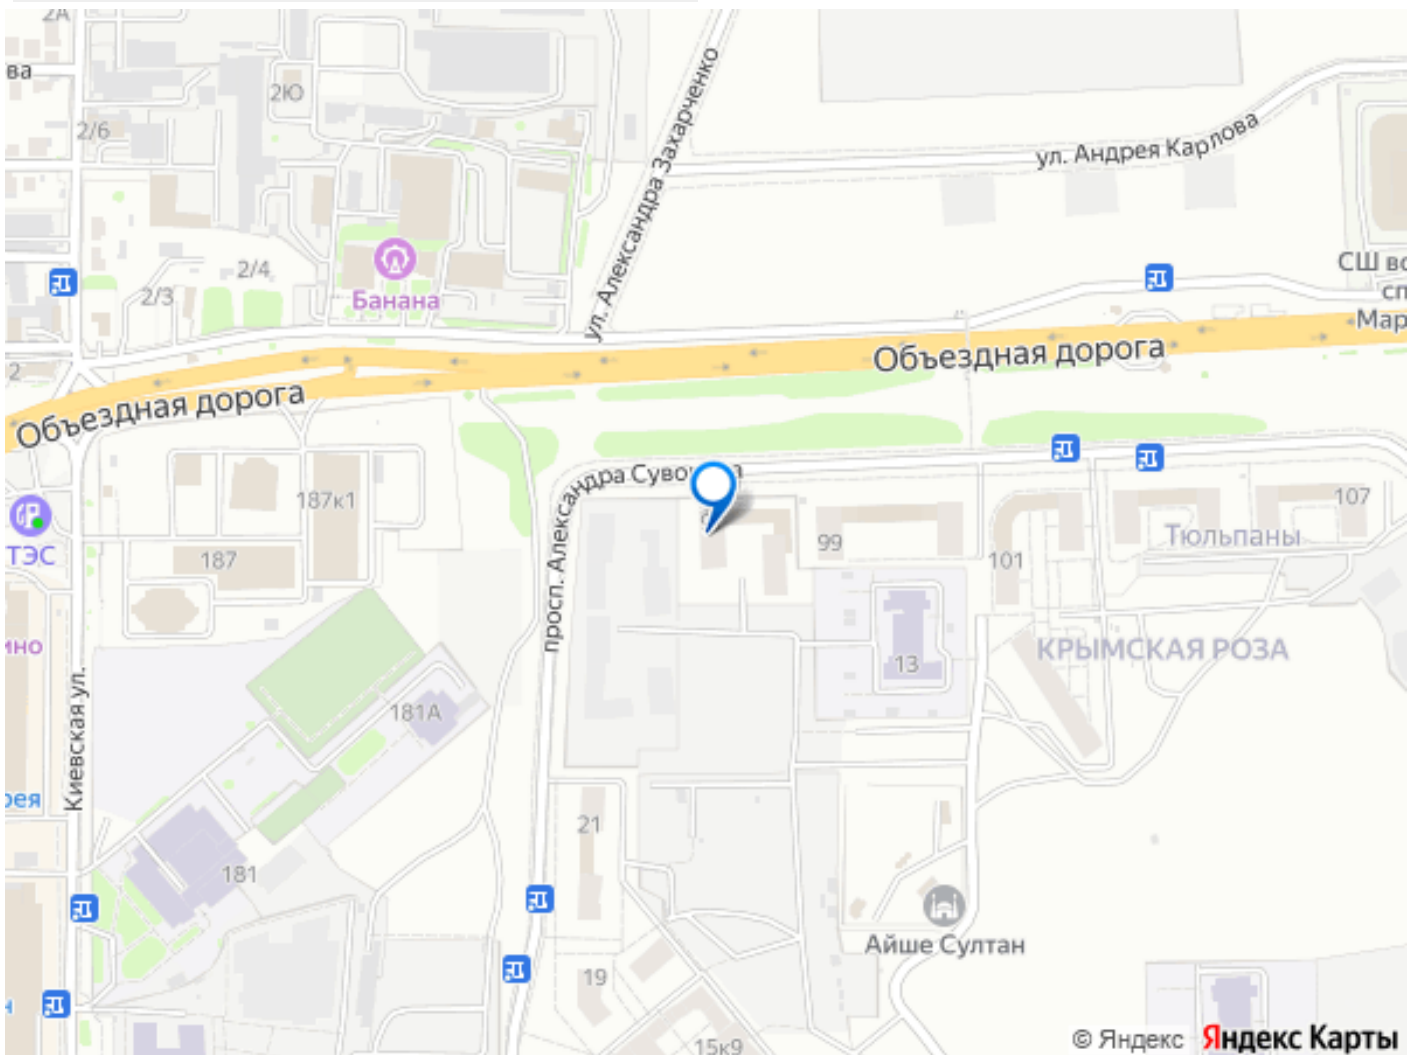 2А
ва
2Ю
2/6
ул. Александра Захарченко
ул. Андрея Карлова
2/4
2/3
Банана
СШ
сп
Мар
Объездная дорога
2
Объездная дорога
187к1
187
ТЭС
просп. Александра
99
101
107
Тюльпаны
КРЫМСКАЯ РОЗА
13
ино
181А
Киевская ул.
рея
21
181
Айше Султан
19
15к9
н
© Яндекс Яндекс Карты